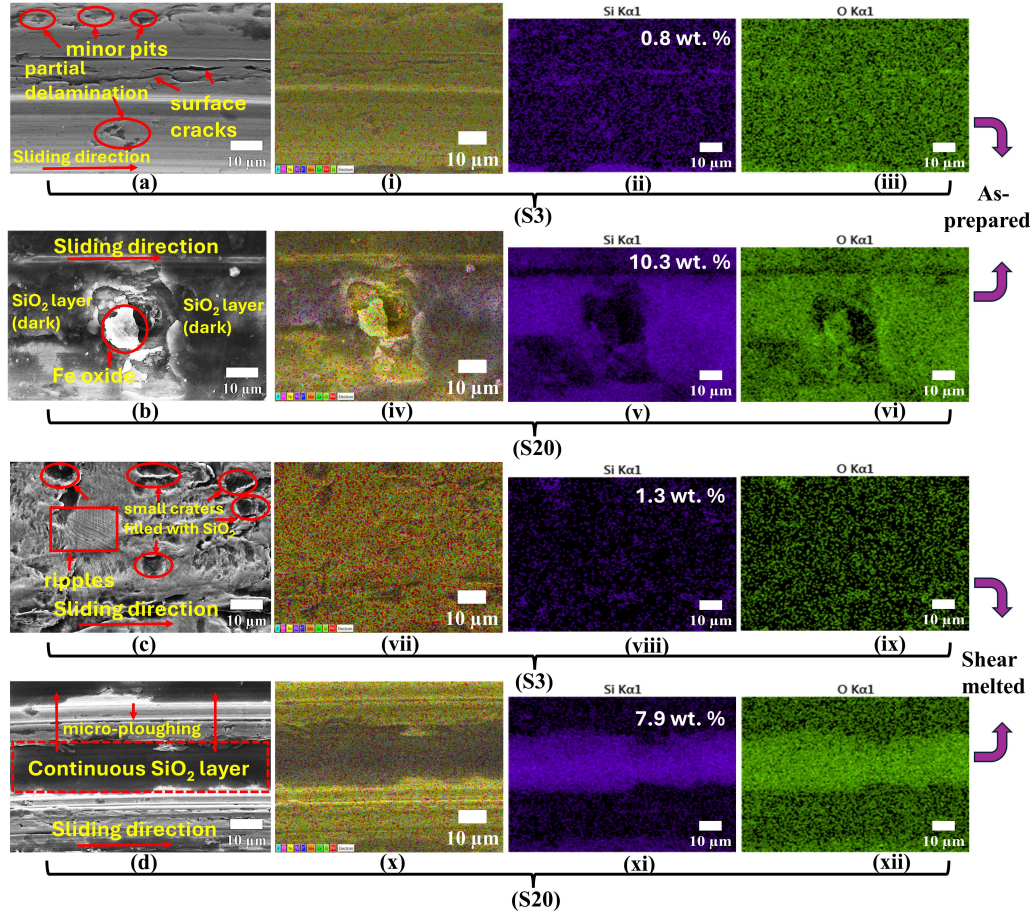 Si Kα1
O Kα1
minor pits
0.8 wt. %
partial
delamination
surface
cracks
Sliding direction
10 µm
10 µm
10 µm
10 µm
(a)
(i)
(ii)
(iii)
(S3)
As-
prepared
Si Kα1
O Kα1
Sliding direction
10.3 wt. %
SiO₂ layer
(dark)
SiO₂ layer
(dark)
Fe oxide
10 µm
10 µm
10 µm
10 µm
(b)
(iv)
(v)
(vi)
(S20)
Si Kα1
O Kα1
1.3 wt. %
small craters
filled with SiO₂
ripples
Sliding direction
10 µm
10 µm
10 µm
10 µm
(c)
(vii)
(viii)
(ix)
(S3)
Shear
melted
Si Kα1
O Kα1
7.9 wt. %
micro-ploughing
Continuous SiO₂ layer
Sliding direction
10 µm
10 µm
10 µm
10 µm
(d)
(x)
(xi)
(xii)
(S20)